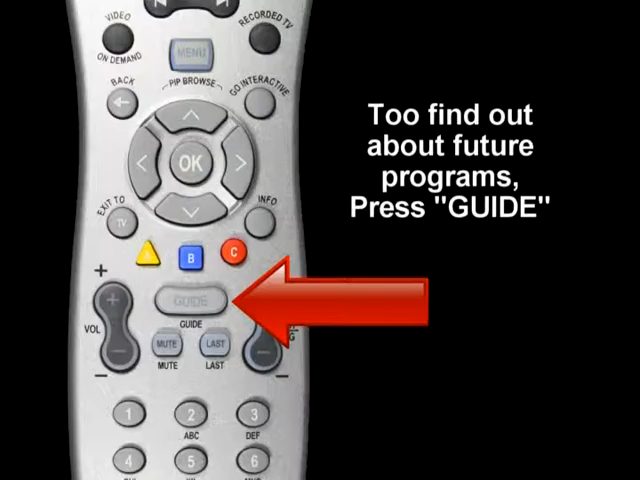 VIDEO
ON DEMAND
RECORDED TV
MENU
BACK
PIP BROWSE
GO INTERACTIVE
OK
EXIT TO
TV
INFO
A
B
C
GUIDE
GUIDE
VOL
MUTE
LAST
MUTE
LAST
1
2
3
ABC
DEF
4
5
6
Too find out
about future
programs,
Press "GUIDE"